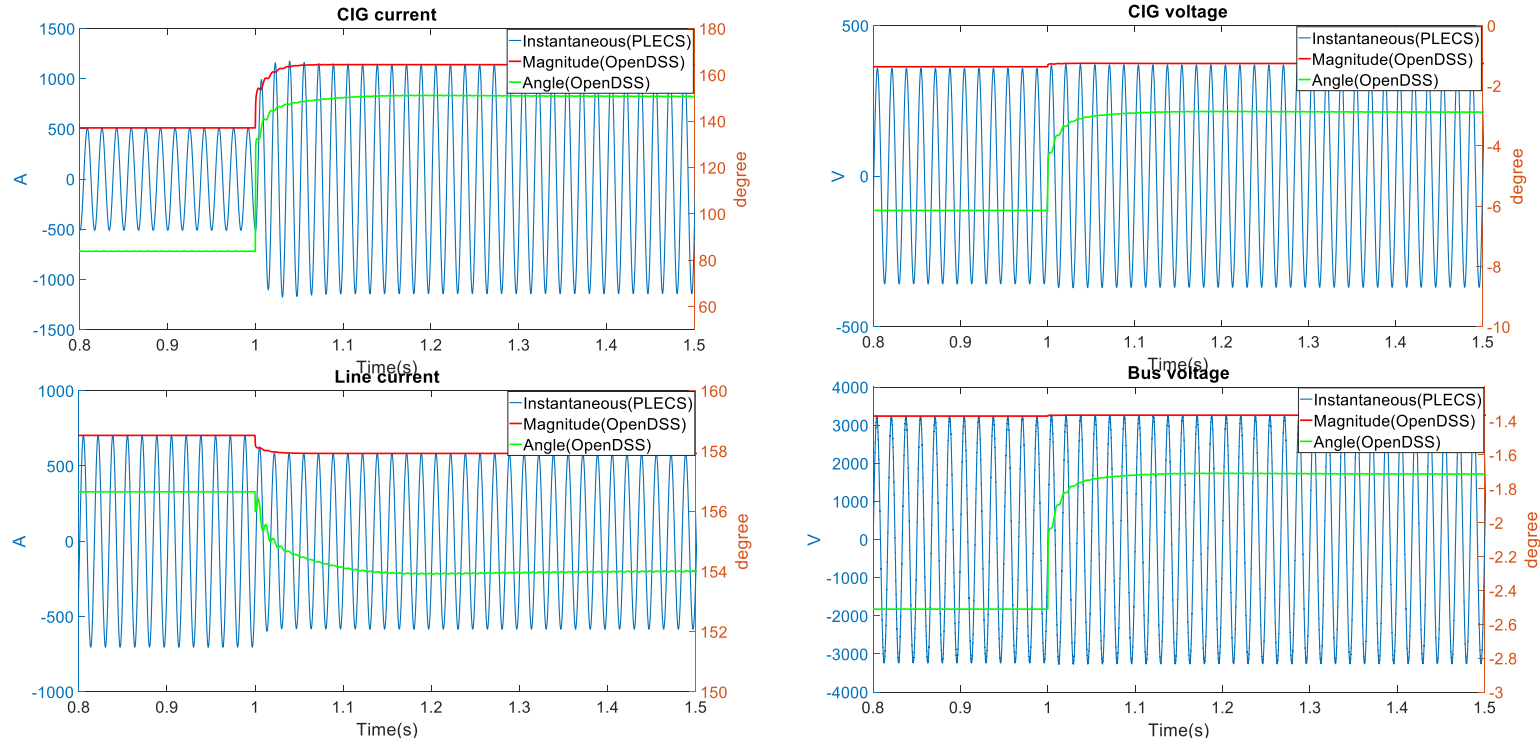 CIG current
1500
1000
500
0
-500
-1000
-1500
A
180
160
140
120
100
80
60
degree
Instantaneous(PLECS)
Magnitude(OpenDSS)
Angle(OpenDSS)
0.8 0.9 1 1.1 1.2 1.3 1.4 1.5
Time(s)
CIG voltage
500
0
-500
V
0
-2
-4
-6
-8
-10
degree
Instantaneous(PLECS)
Magnitude(OpenDSS)
Angle(OpenDSS)
0.8 0.9 1 1.1 1.2 1.3 1.4 1.5
Time(s)
Line current
1000
500
0
-500
-1000
A
160
158
156
154
152
150
degree
Instantaneous(PLECS)
Magnitude(OpenDSS)
Angle(OpenDSS)
0.8 0.9 1 1.1 1.2 1.3 1.4 1.5
Time(s)
Bus voltage
4000
3000
2000
1000
0
-1000
-2000
-3000
-4000
V
-1.4
-1.6
-1.8
-2
-2.2
-2.4
-2.6
-2.8
-3
degree
Instantaneous(PLECS)
Magnitude(OpenDSS)
Angle(OpenDSS)
0.8 0.9 1 1.1 1.2 1.3 1.4 1.5
Time(s)